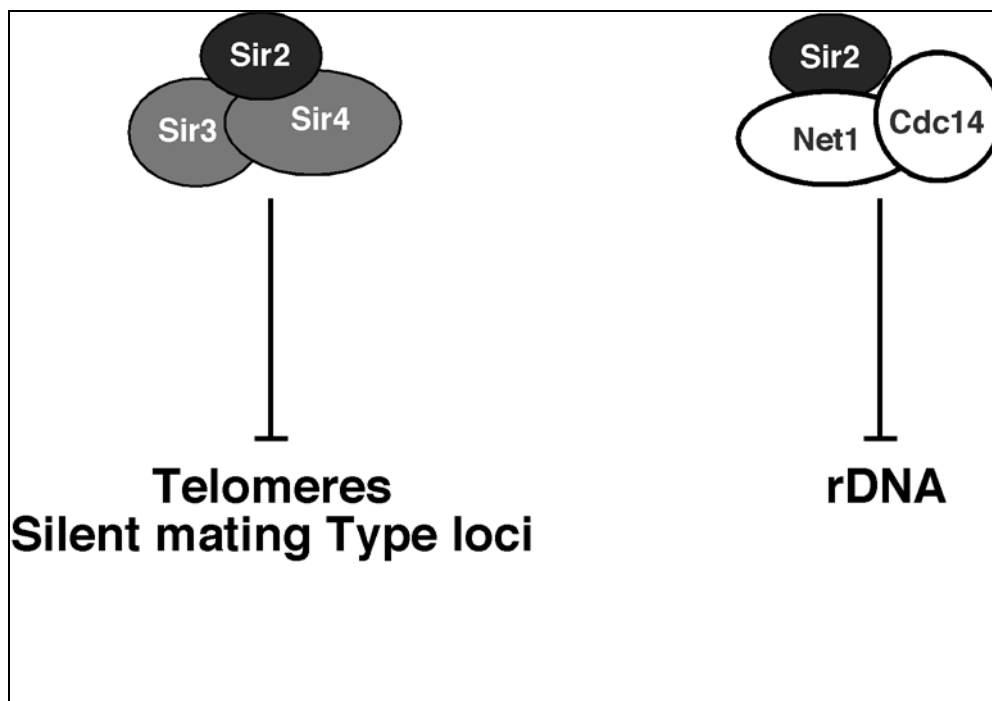 Sir2
Sir3
Sir4
Telomeres
Silent mating Type loci
Sir2
Net1
Cdc14
rDNA